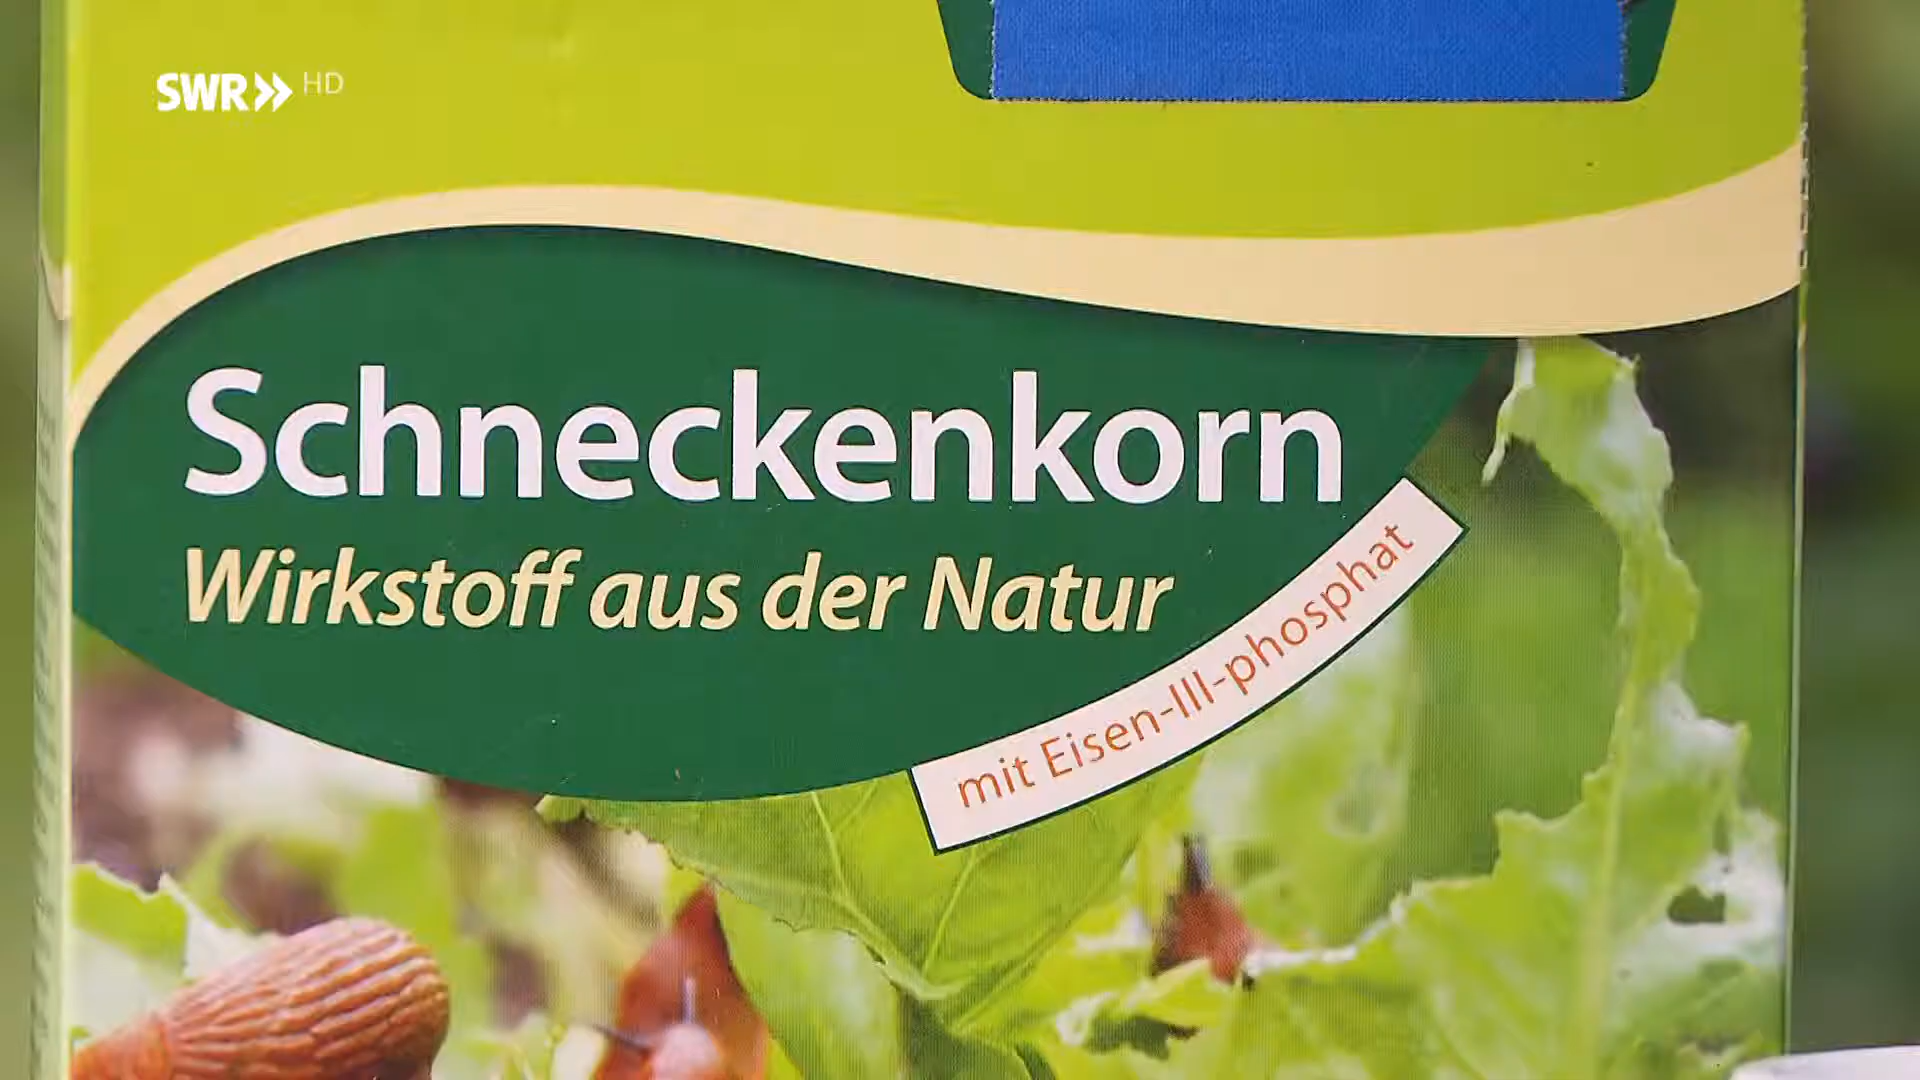 SWR HD
Schneckenkorn
Wirkstoff aus der Natur
mit Eisen-III-phosphat